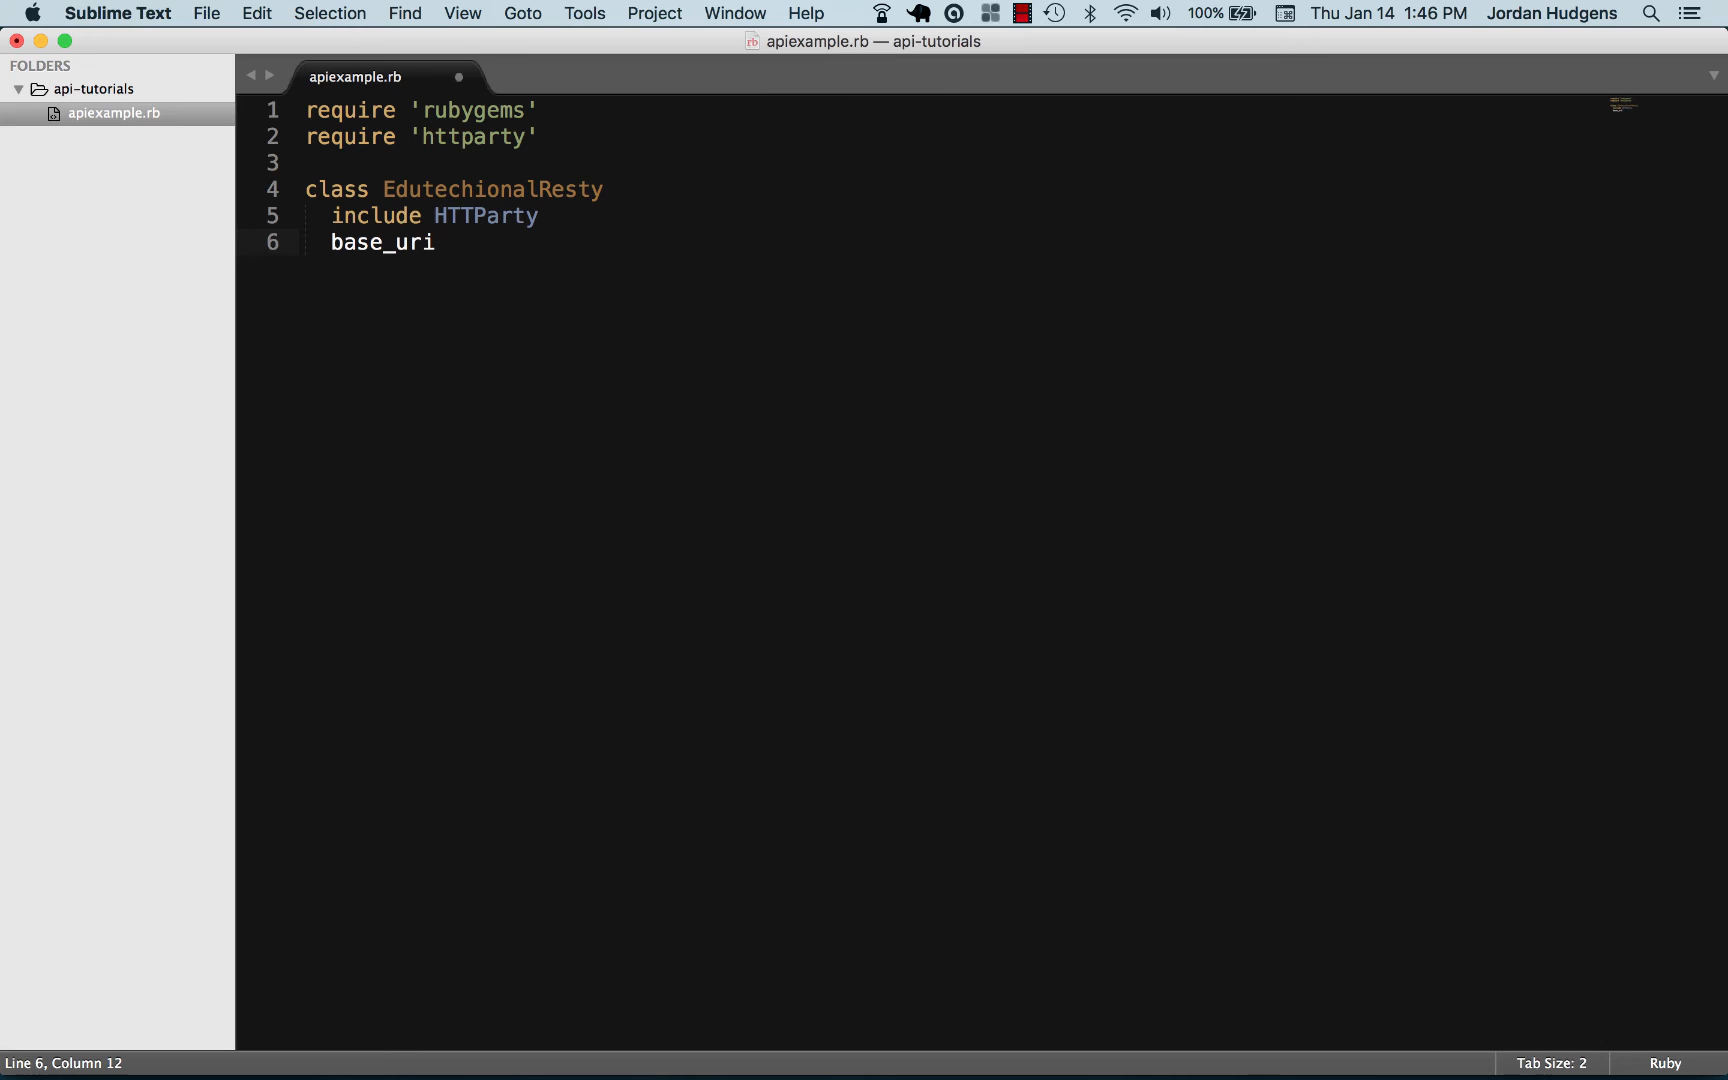 Sublime Text File Edit Selection Find View Goto Tools Project Window Help 100% Thu Jan 14 1:46 PM Jordan Hudgens
rb apiexample.rb — api-tutorials
FOLDERS
api-tutorials
apiexample.rb
apiexample.rb
1 require 'rubygems'
2 require 'httparty'
3
4 class EdutechionalResty
5 include HTTParty
6 base_uri
Line 6, Column 12 Tab Size: 2 Ruby